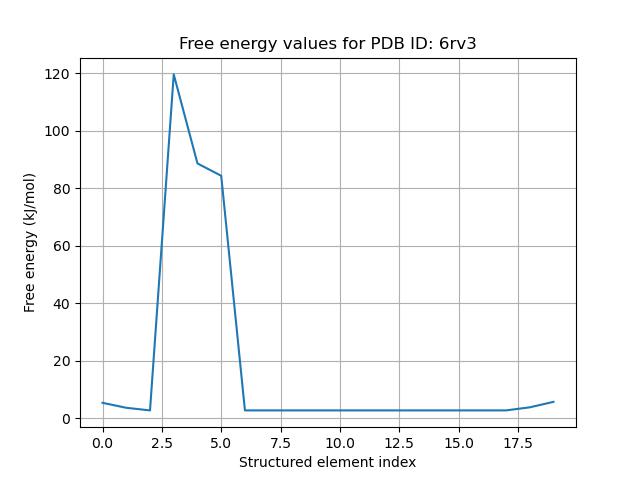 Free energy values for PDB ID: 6rv3
120
100
80
60
40
20
0
Free energy (kJ/mol)
0.0 2.5 5.0 7.5 10.0 12.5 15.0 17.5
Structured element index